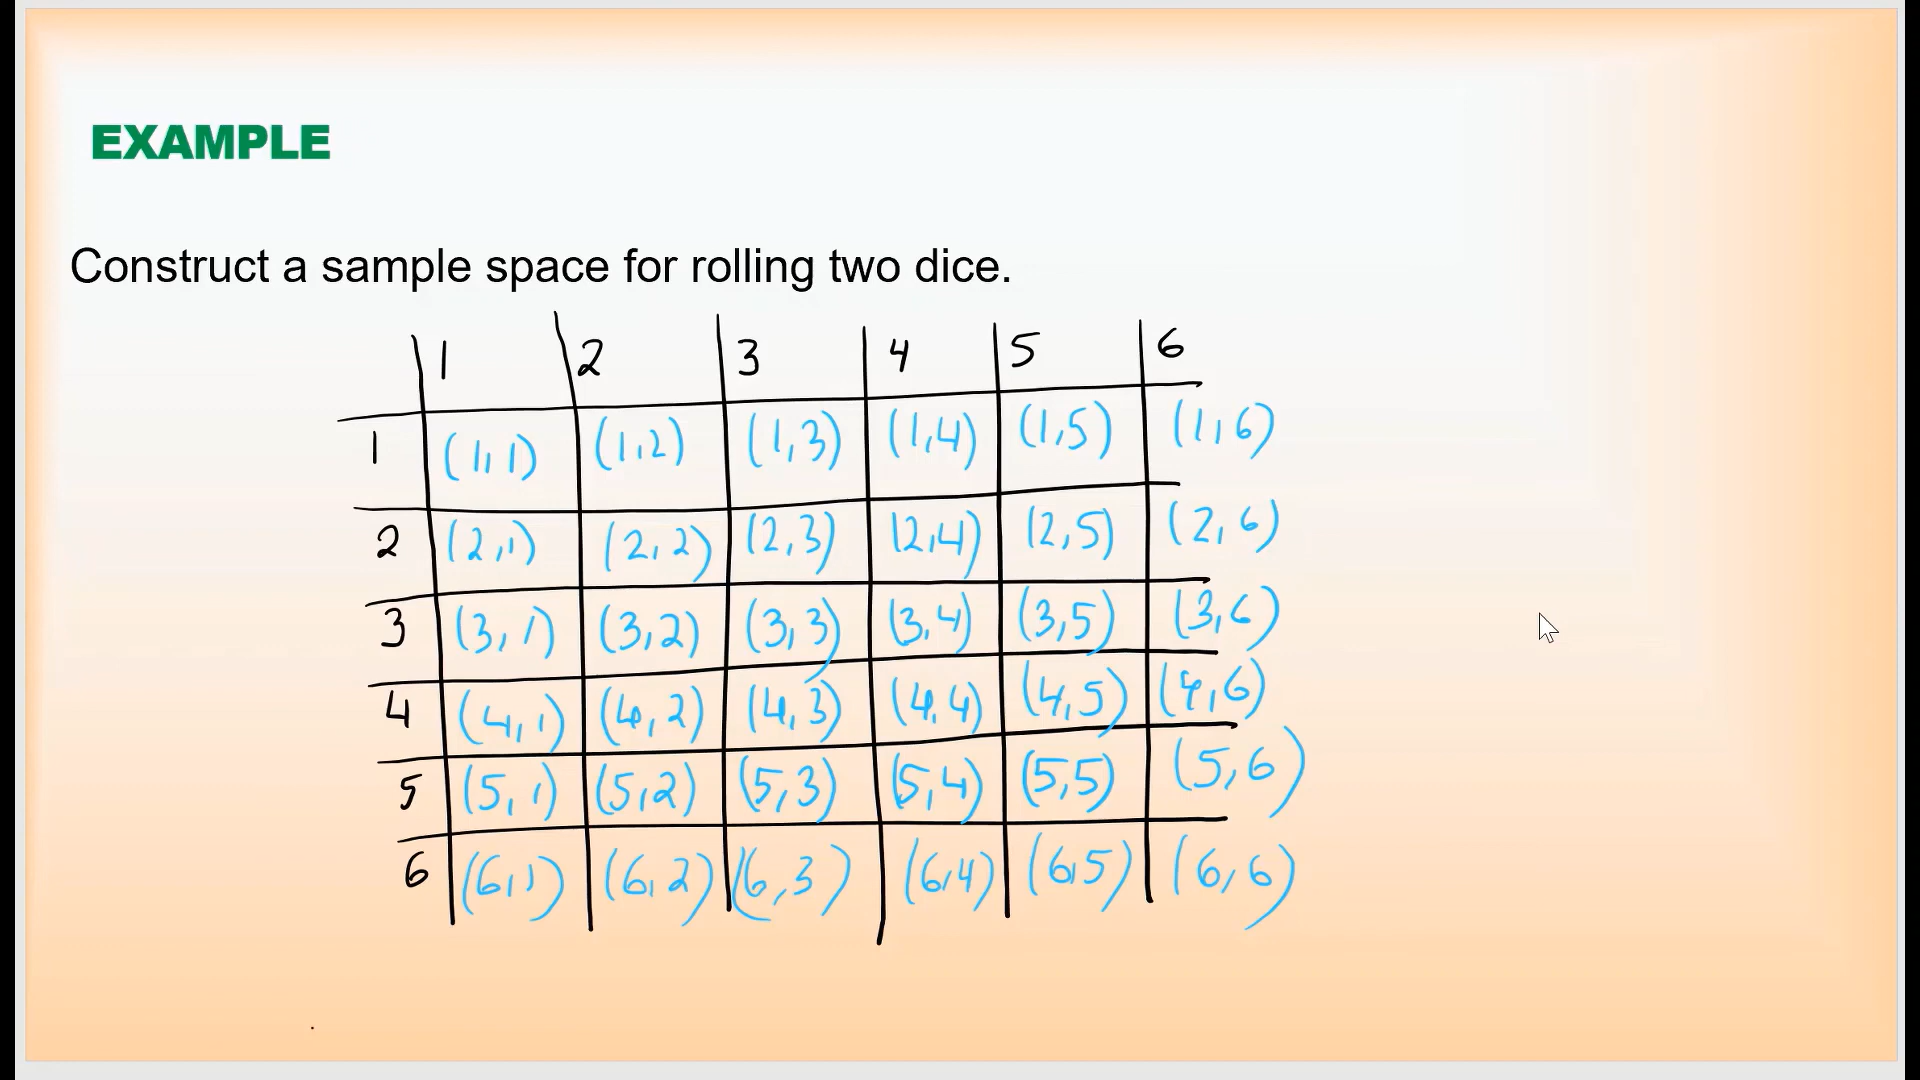 EXAMPLE
Construct a sample space for rolling two dice.
1 2 3 4 5 6
1 (1,1) (1,2) (1,3) (1,4) (1,5) (1,6)
2 (2,1) (2,2) (2,3) (2,4) (2,5) (2,6)
3 (3,1) (3,2) (3,3) (3,4) (3,5) (3,6)
4 (4,1) (4,2) (4,3) (4,4) (4,5) (4,6)
5 (5,1) (5,2) (5,3) (5,4) (5,5) (5,6)
6 (6,1) (6,2) (6,3) (6,4) (6,5) (6,6)